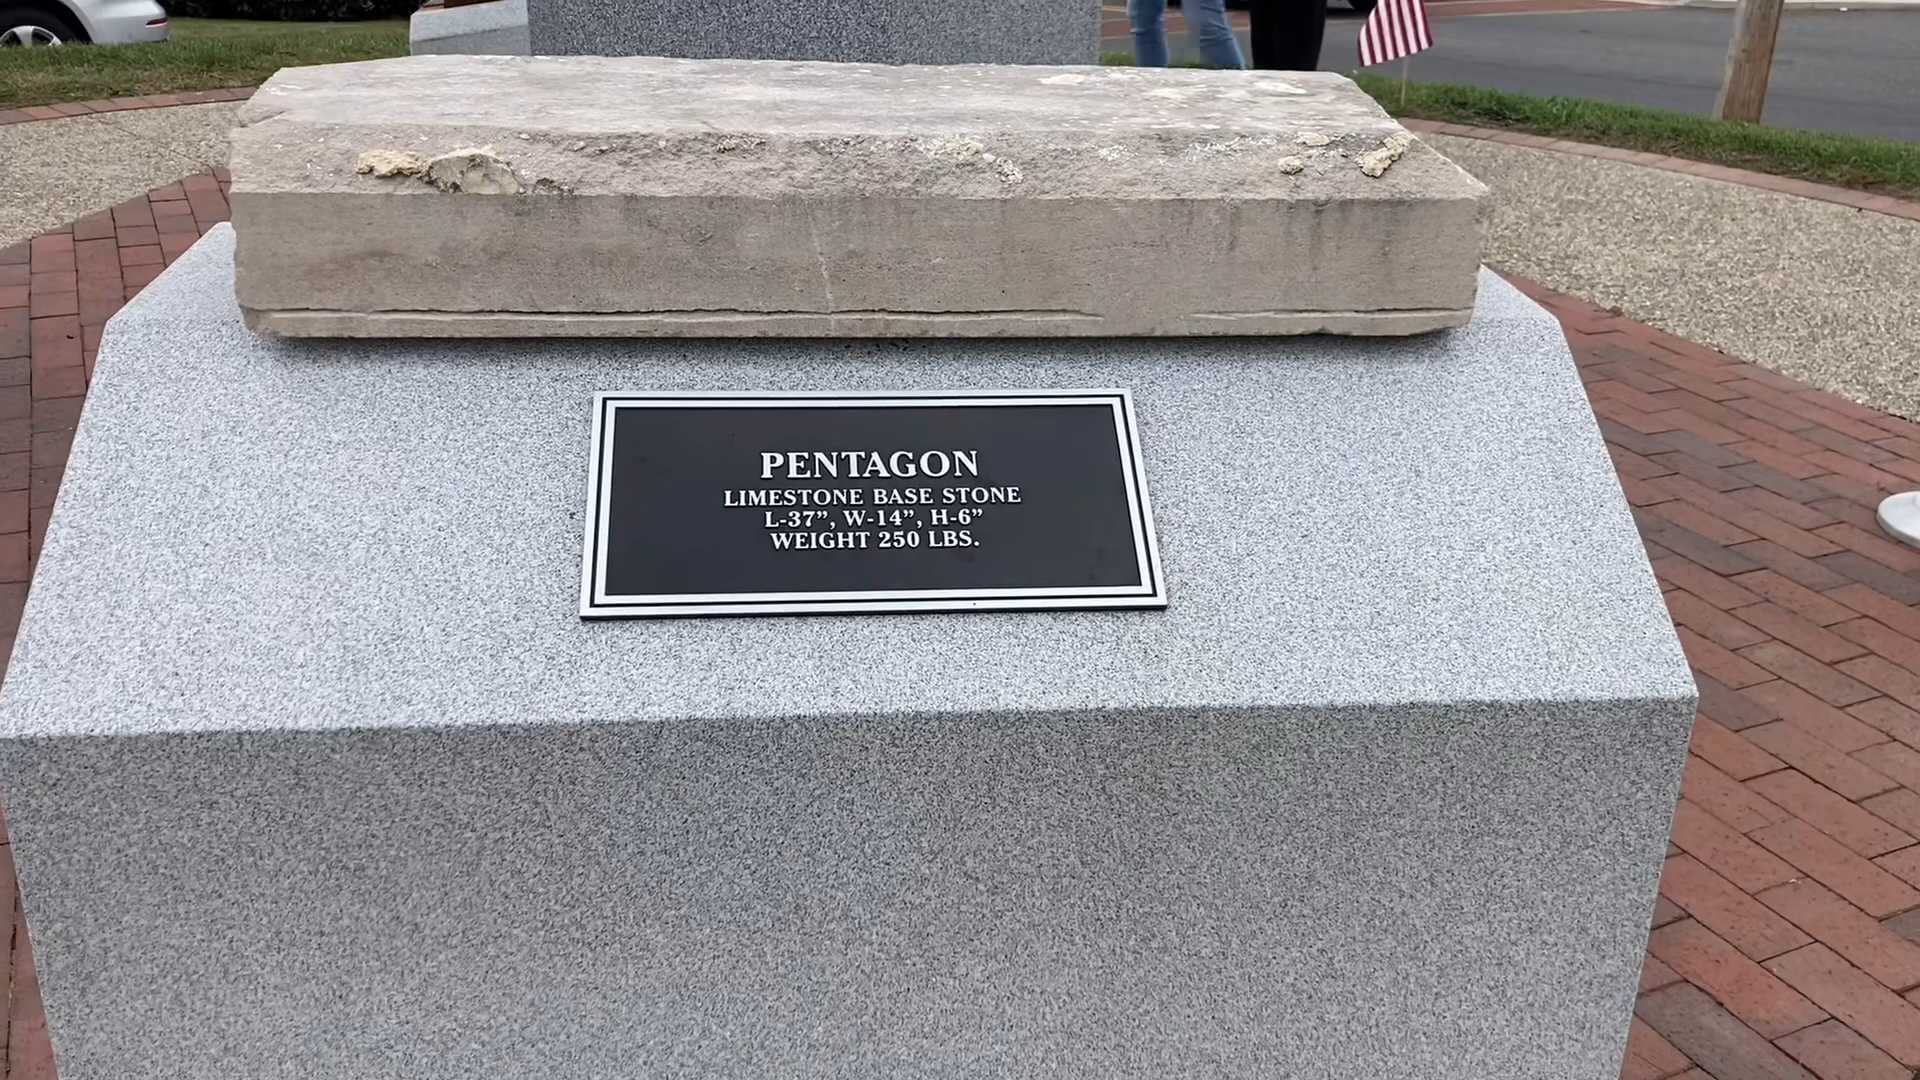 PENTAGON
LIMESTONE BASE STONE
L-37”, W-14”, H-6”
WEIGHT 250 LBS.